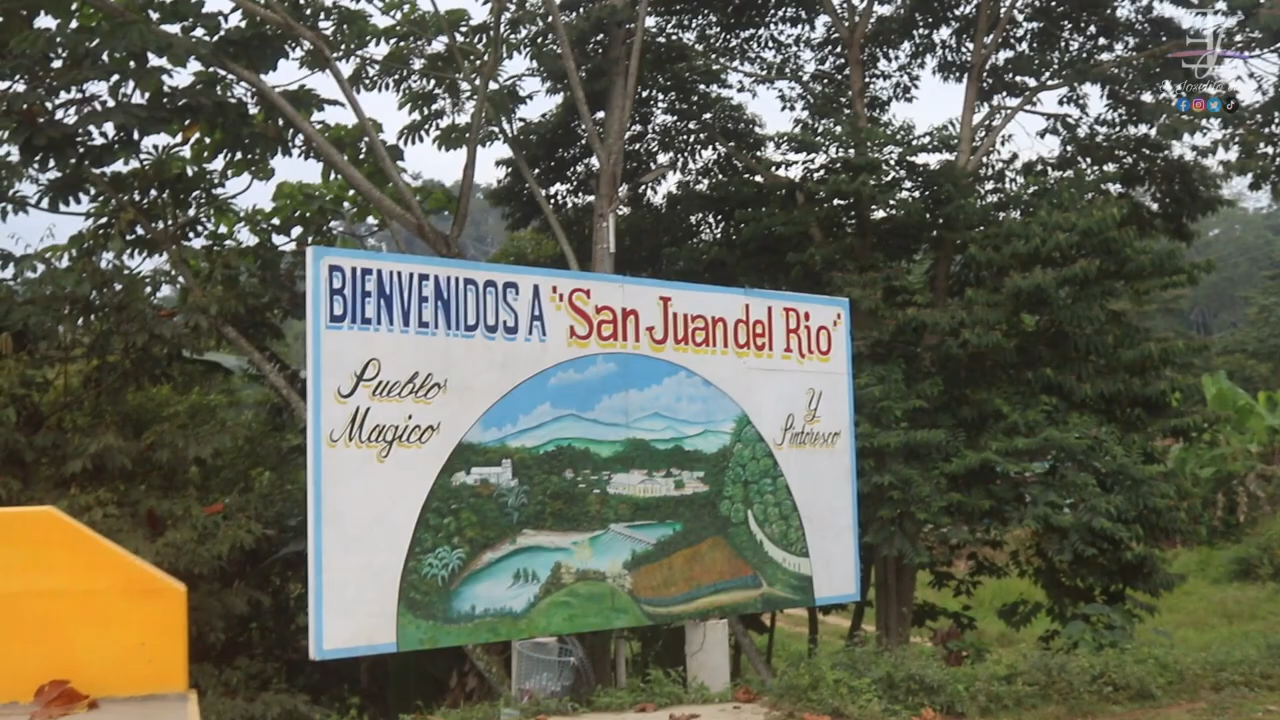 BIENVENIDOS A "San Juan del Rio"
Pueblo
Magico
Y
Pintoresco